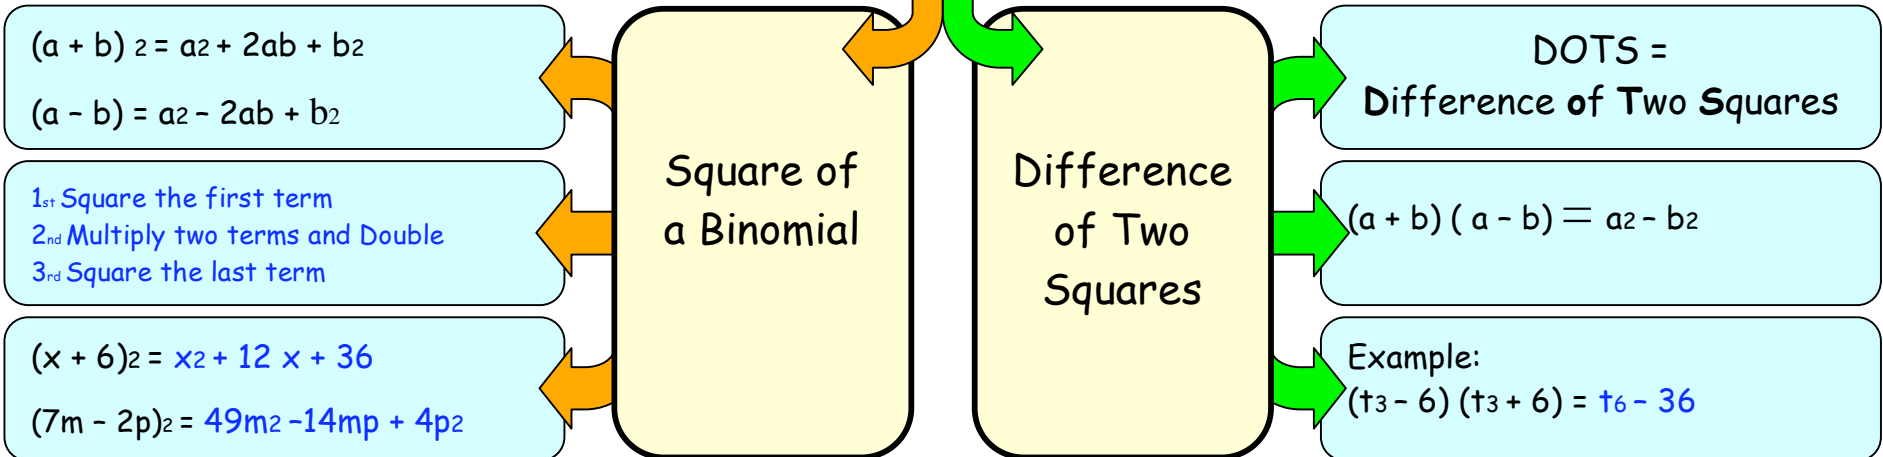 (a + b) 2 = a2 + 2ab + b2
(a – b) = a2 – 2ab + b2
1st Square the first term
2nd Multiply two terms and Double
3rd Square the last term
(x + 6)2 = x2 + 12 x + 36
(7m – 2p)2 = 49m2 –14mp + 4p2
Square of
a Binomial
Difference
of Two
Squares
DOTS =
Difference of Two Squares
(a + b) ( a – b) = a2 – b2
Example:
(t3 – 6) (t3 + 6) = t6 – 36